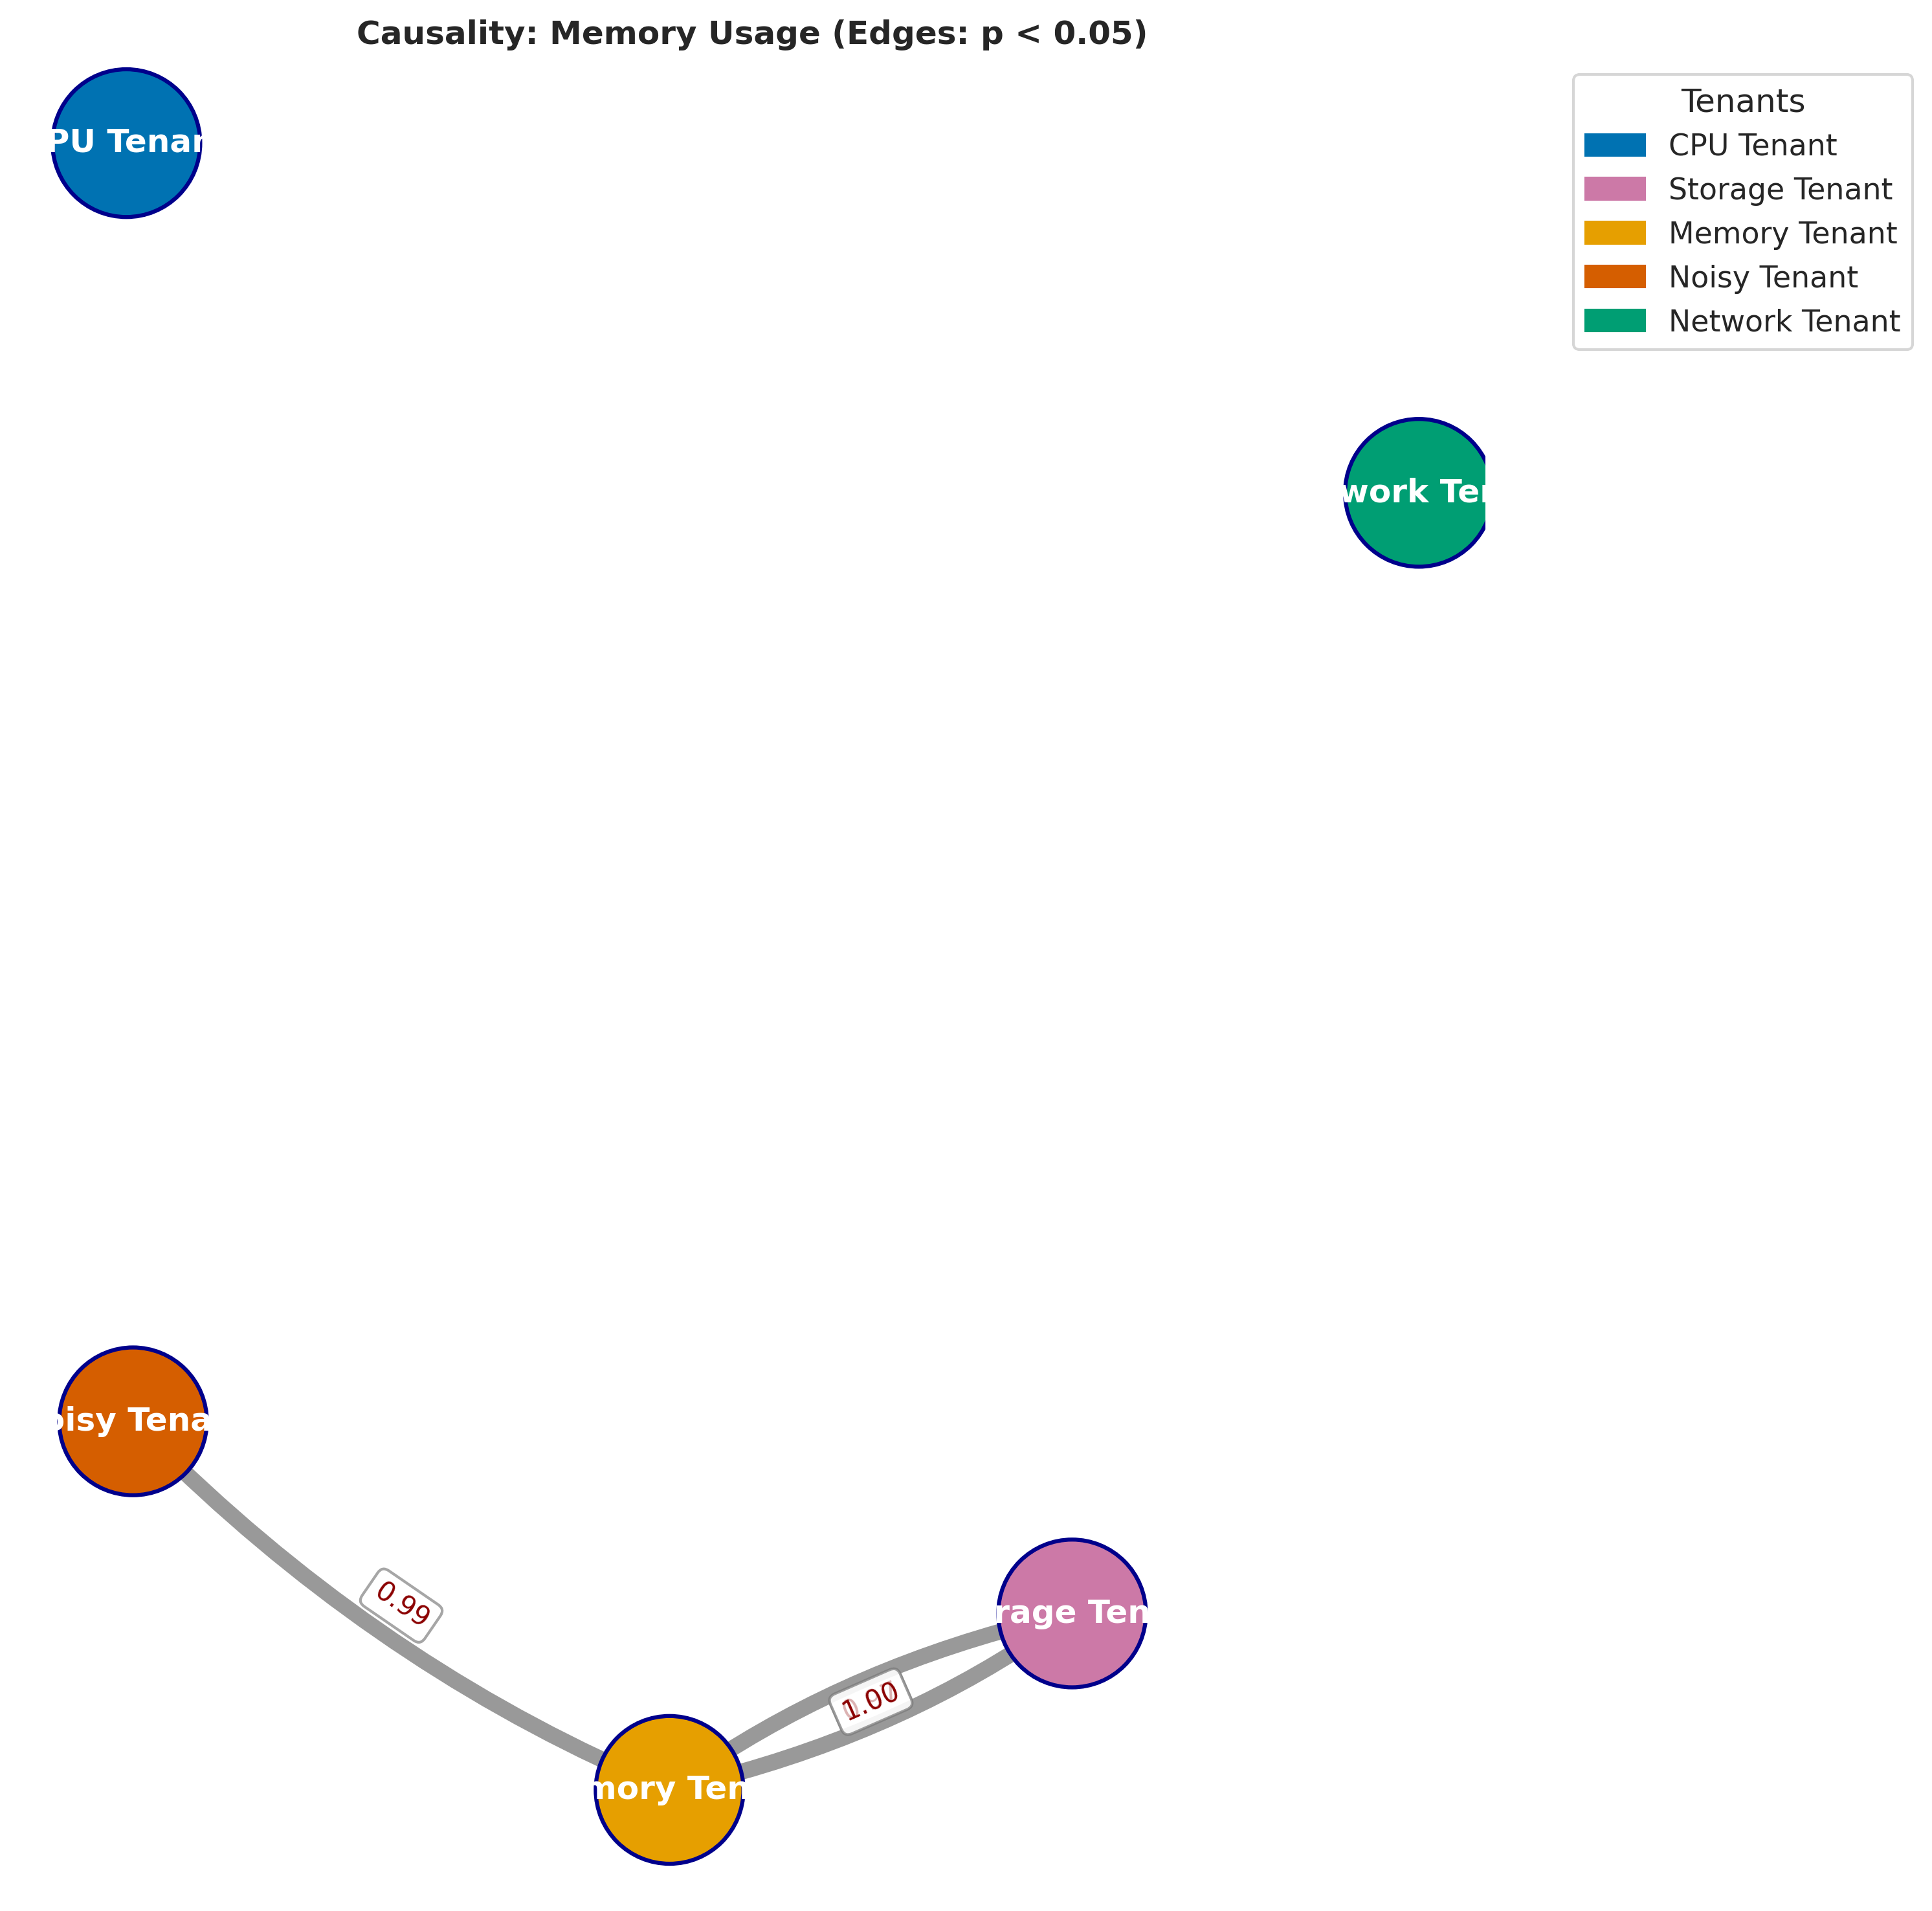 Causality: Memory Usage (Edges: p < 0.05)
PU Tenar
Tenants
CPU Tenant
Storage Tenant
Memory Tenant
Noisy Tenant
Network Tenant
work Ten
oisy Tena
0.99
rage Ten
1.00
mory Ten